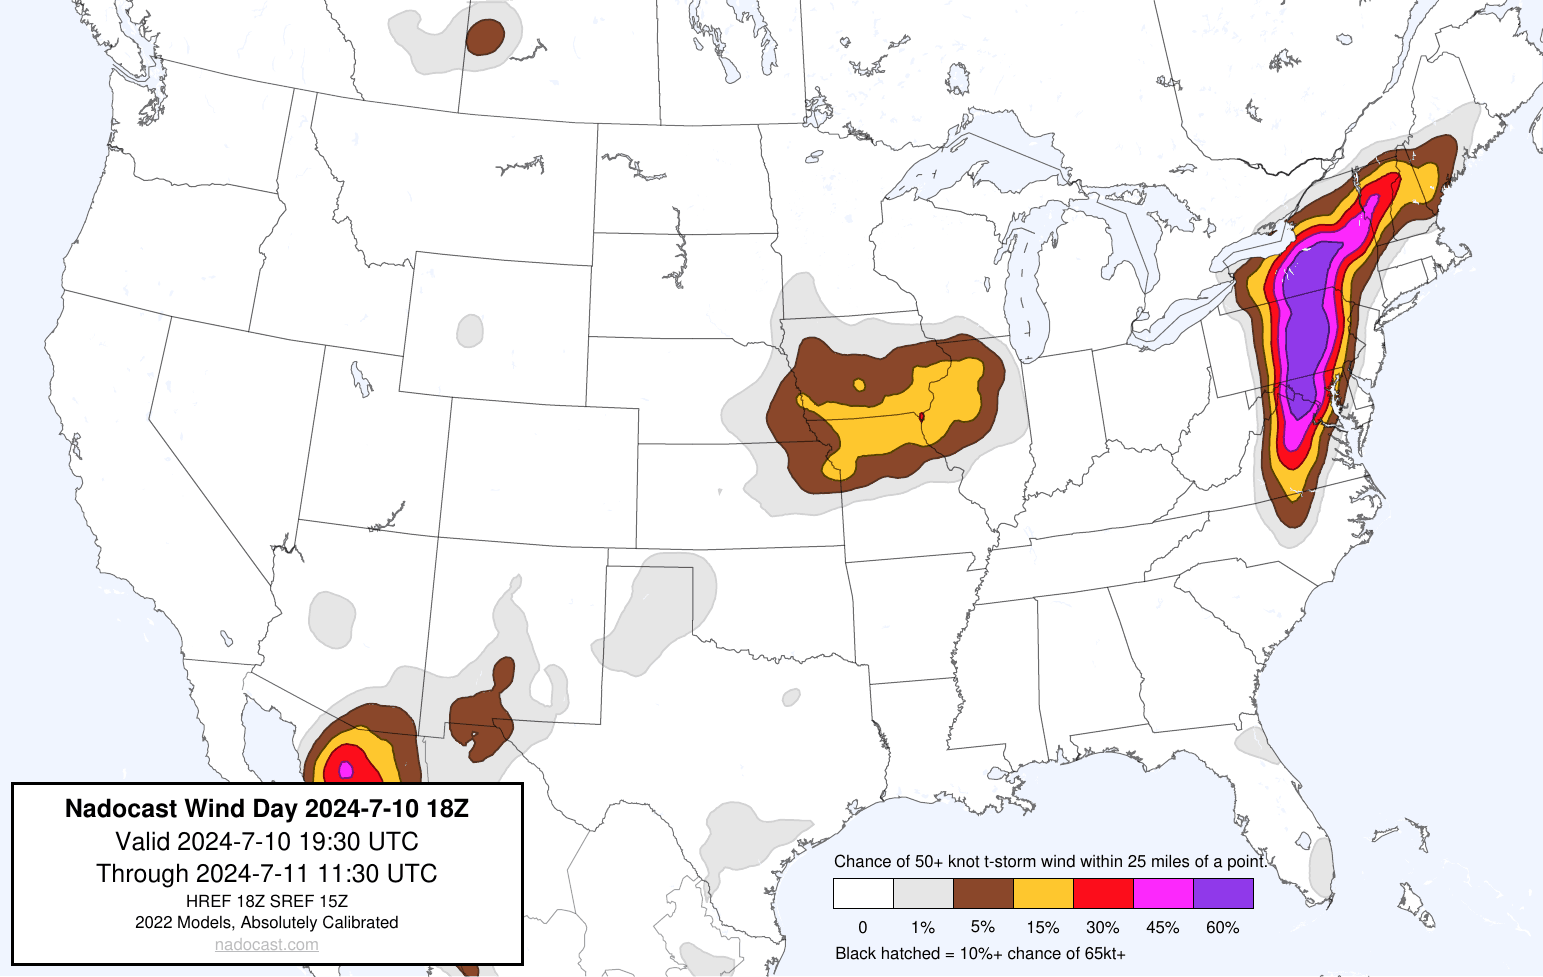 Nadocast Wind Day 2024-7-10 18Z
Valid 2024-7-10 19:30 UTC
Through 2024-7-11 11:30 UTC
HREF 18Z SREF 15Z
2022 Models, Absolutely Calibrated
nadocast.com
Chance of 50+ knot t-storm wind within 25 miles of a point.
0 1% 5% 15% 30% 45% 60%
Black hatched = 10%+ chance of 65kt+